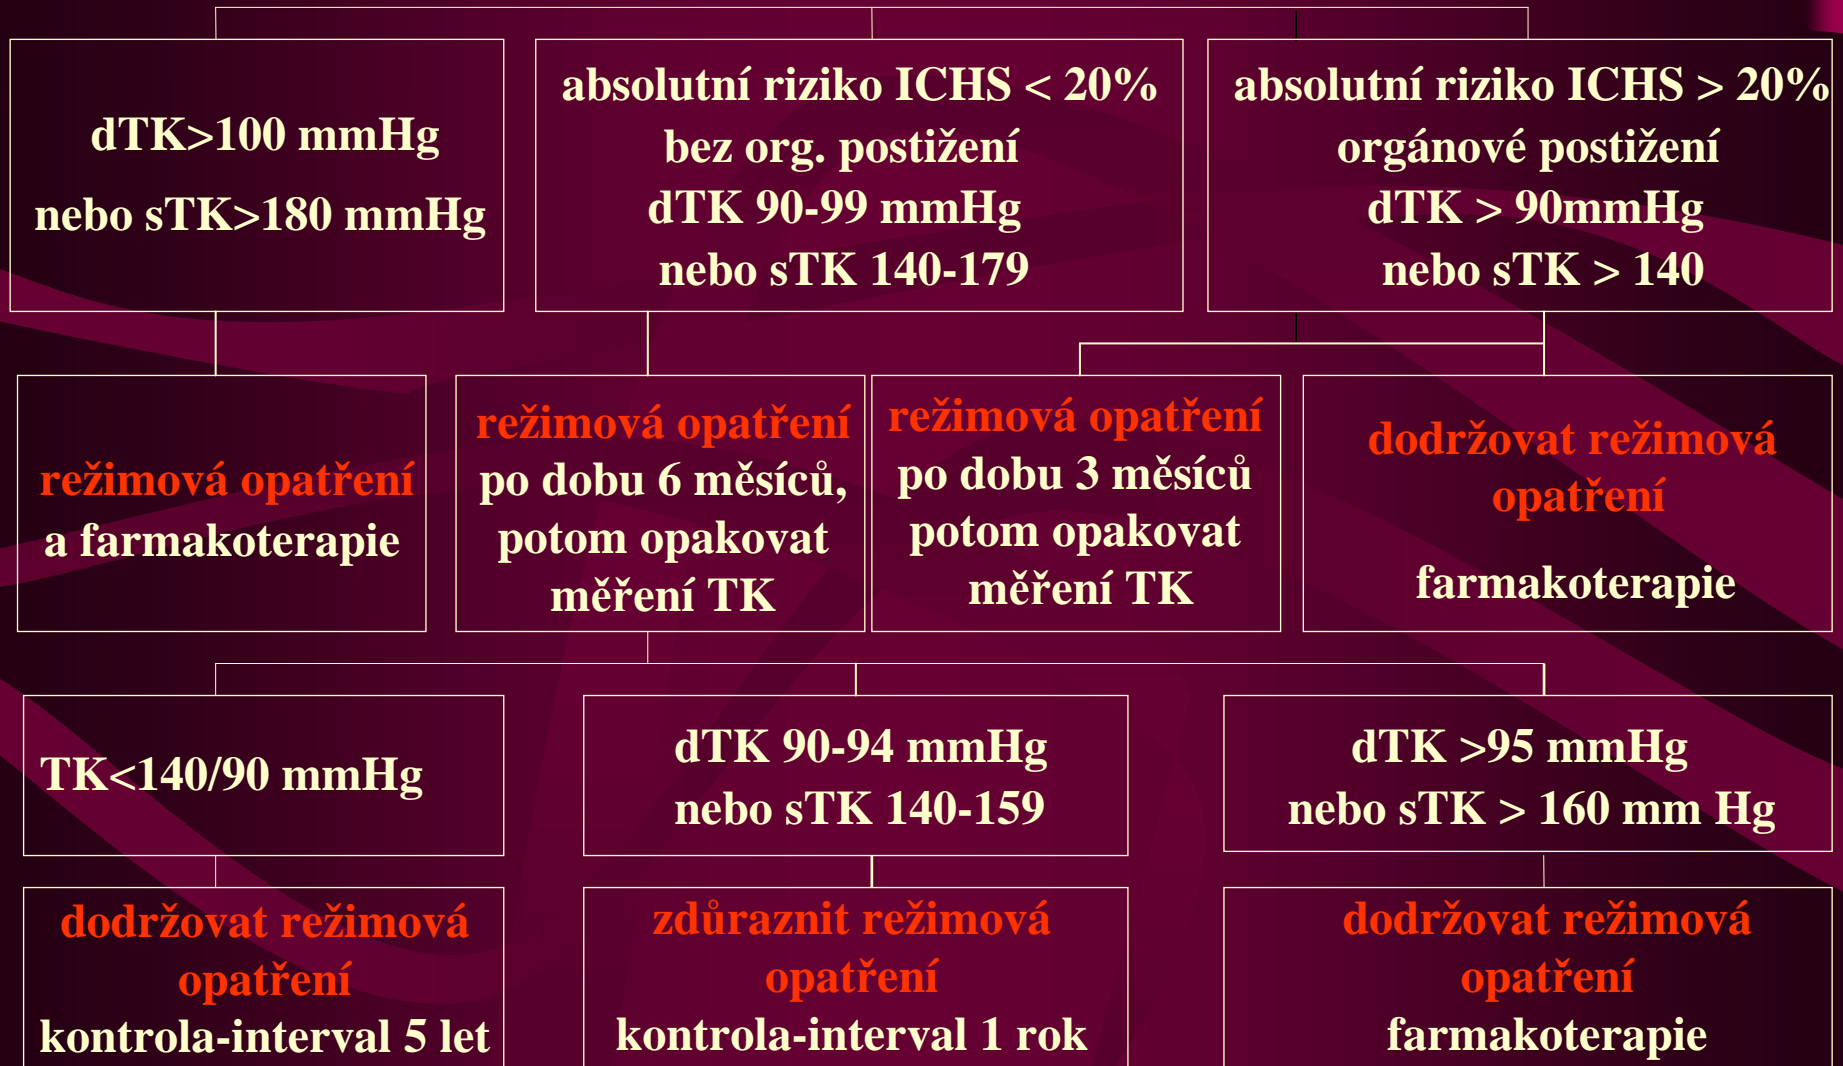 dTK>100 mmHg
nebo sTK>180 mmHg
absolutní riziko ICHS < 20%
bez org. postižení
dTK 90-99 mmHg
nebo sTK 140-179
absolutní riziko ICHS > 20%
orgánové postižení
dTK > 90mmHg
nebo sTK > 140
režimová opatření
a farmakoterapie
režimová opatření
po dobu 6 měsíců,
potom opakovat
měření TK
režimová opatření
po dobu 3 měsíců
potom opakovat
měření TK
dodržovat režimová
opatření
farmakoterapie
TK<140/90 mmHg
dTK 90-94 mmHg
nebo sTK 140-159
dTK >95 mmHg
nebo sTK > 160 mm Hg
dodržovat režimová
opatření
kontrola-interval 5 let
zdůraznit režimová
opatření
kontrola-interval 1 rok
dodržovat režimová
opatření
farmakoterapie